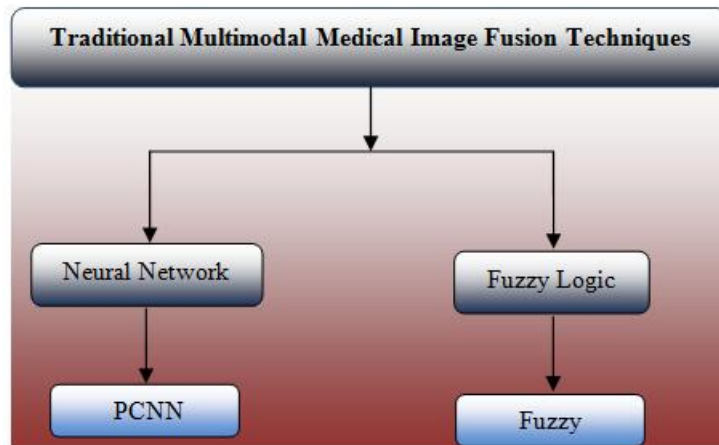 Traditional Multimodal Medical Image Fusion Techniques
Neural Network
Fuzzy Logic
PCNN
Fuzzy